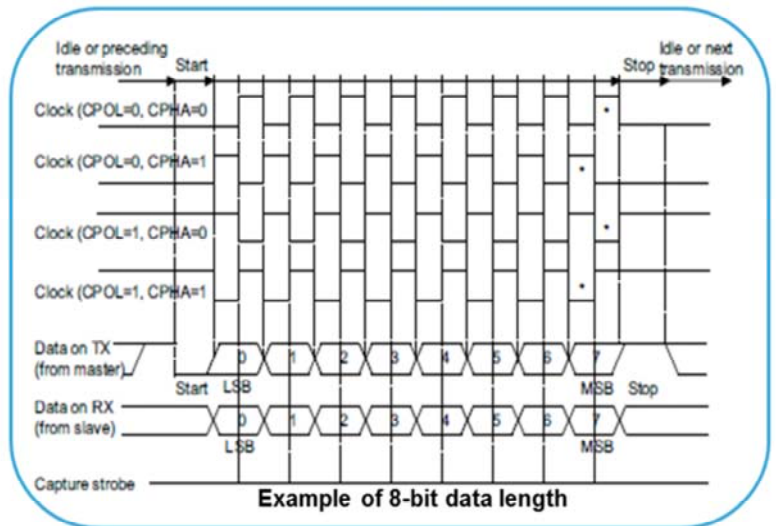 Idle or preceding
transmission
Start
Stop
Idle or next
transmission
Clock (CPOL=0, CPHA=0
*
Clock (CPOL=0, CPHA=1
*
Clock (CPOL=1, CPHA=0
*
Clock (CPOL=1, CPHA=1
*
Data on TX
(from master)
0 1 2 3 4 5 6 7
Start LSB MSB Stop
Data on RX
(from slave)
0 1 2 3 4 5 6 7
LSB MSB
Capture strobe
Example of 8-bit data length